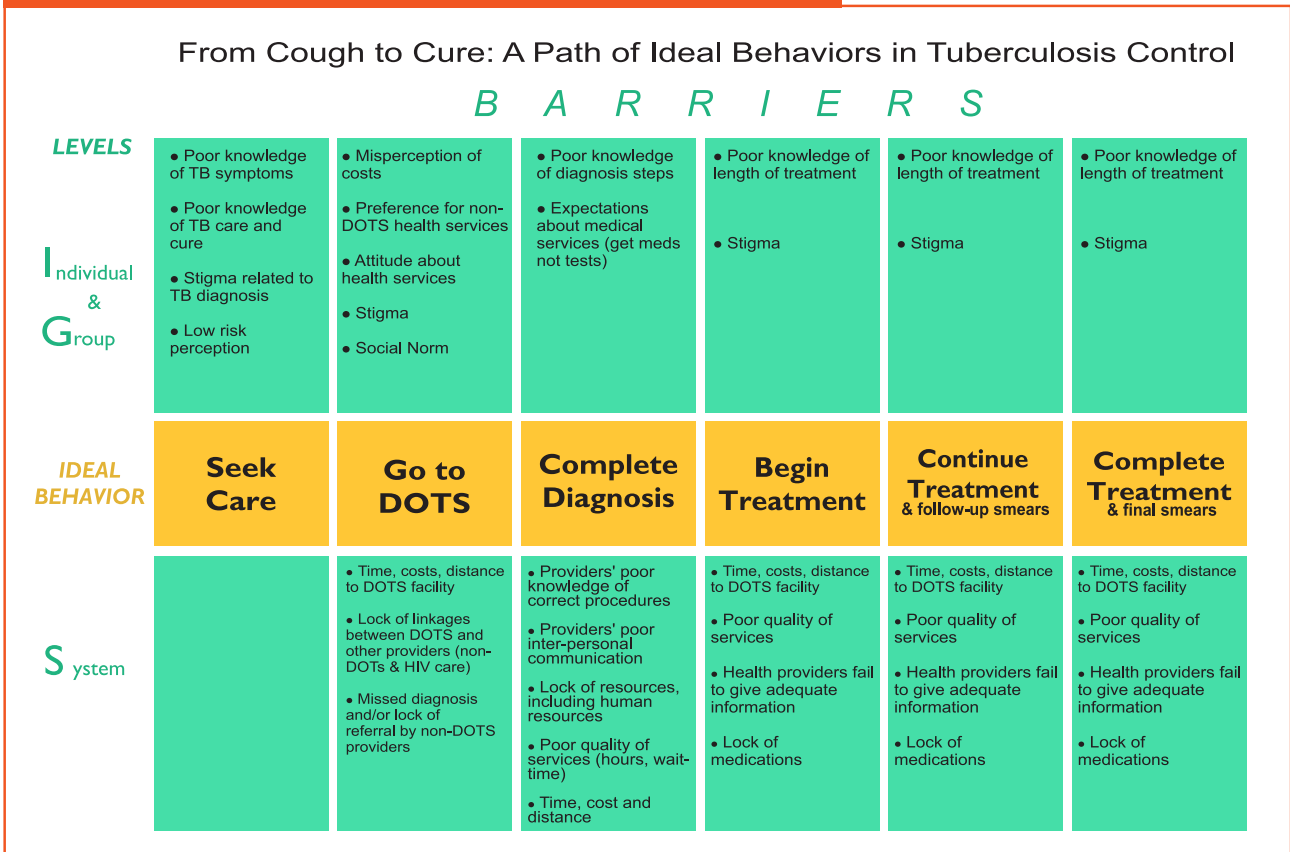 From Cough to Cure: A Path of Ideal Behaviors in Tuberculosis Control
B A R R I E R S
LEVELS
Individual
&
Group
● Poor knowledge
of TB symptoms
● Poor knowledge
of TB care and
cure
● Stigma related to
TB diagnosis
● Low risk
perception
● Misperception of
costs
● Preference for non-
DOTS health services
● Attitude about
health services
● Stigma
● Social Norm
● Poor knowledge
of diagnosis steps
● Expectations
about medical
services (get meds
not tests)
● Poor knowledge of
length of treatment
● Stigma
● Poor knowledge of
length of treatment
● Stigma
● Poor knowledge of
length of treatment
● Stigma
IDEAL
BEHAVIOR
Seek
Care
Go to
DOTS
Complete
Diagnosis
Begin
Treatment
Continue
Treatment
& follow-up smears
Complete
Treatment
& final smears
System
● Time, costs, distance
to DOTS facility
● Lack of linkages
between DOTS and
other providers (non-
DOTs & HIV care)
● Missed diagnosis
and/or lock of
referral by non-DOTS
providers
● Providers' poor
knowledge of
correct procedures
● Providers' poor
inter-personal
communication
● Lock of resources,
including human
resources
● Poor quality of
services (hours, wait-
time)
● Time, cost and
distance
● Time, costs, distance
to DOTS facility
● Poor quality of
services
● Health providers fail
to give adequate
information
● Lock of
medications
● Time, costs, distance
to DOTS facility
● Poor quality of
services
● Health providers fail
to give adequate
information
● Lock of
medications
● Time, costs, distance
to DOTS facility
● Poor quality of
services
● Health providers fail
to give adequate
information
● Lock of
medications